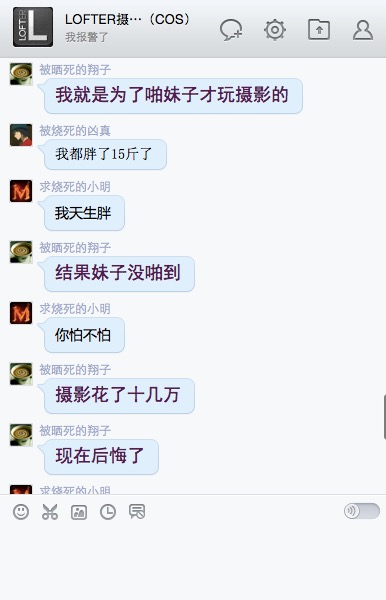 LOFTER
LOFTER摄…（COS）
我报警了
被晒死的翔子
我就是为了啪妹子才玩摄影的
被烧死的凶真
我都胖了15斤了
求烧死的小明
我天生胖
被晒死的翔子
结果妹子没啪到
求烧死的小明
你怕不怕
被晒死的翔子
摄影花了十几万
被晒死的翔子
现在后悔了
求烧死的小明